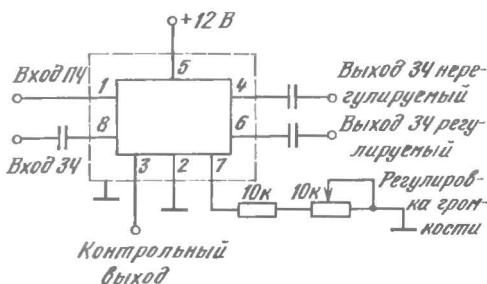 +12 В
Вход ПЧ
1
5
4
Выход ЗЧ нере-
гулируемый
8
6
Выход ЗЧ регу-
лируемый
Вход ЗЧ
3
2
7
10к
10к
Регулиров-
ка гром-
кости
Контрольный
выход